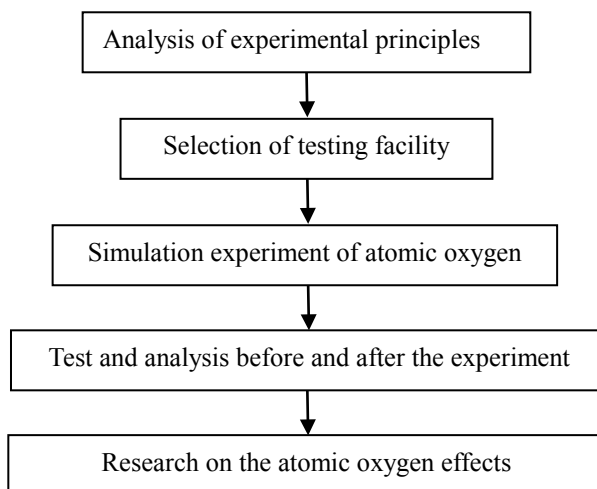 Analysis of experimental principles
Selection of testing facility
Simulation experiment of atomic oxygen
Test and analysis before and after the experiment
Research on the atomic oxygen effects